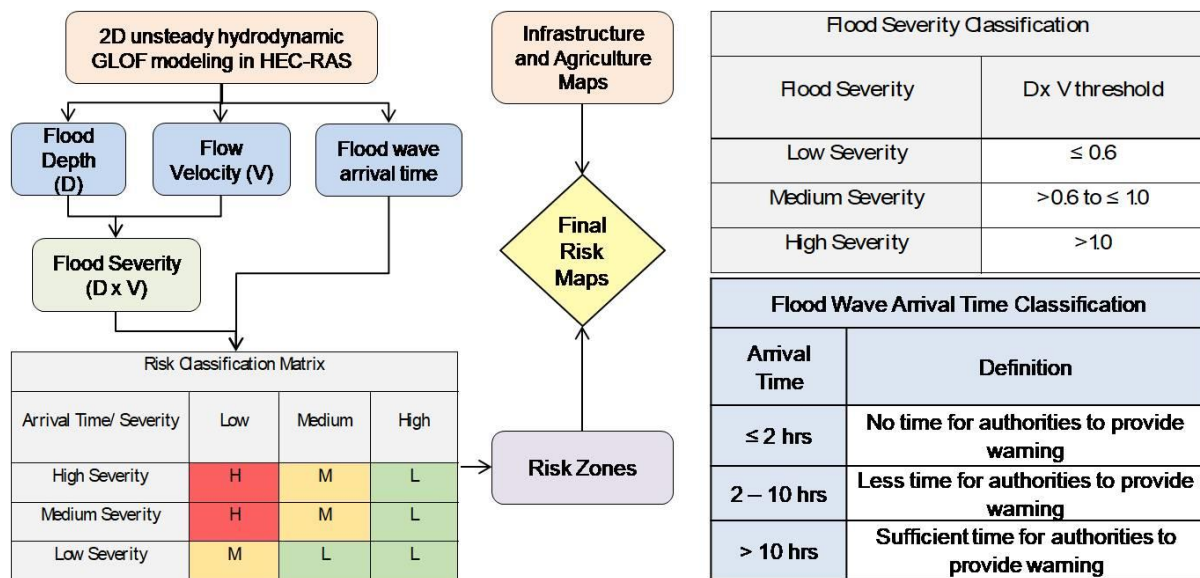 2D unsteady hydrodynamic
GLOF modeling in HEC-RAS
Flood
Depth
(D)
Flow
Velocity (V)
Flood wave
arrival time
Flood Severity
(D x V)
Risk Classification Matrix
Arrival Time/ Severity Low Medium High
High Severity H M L
Medium Severity H M L
Low Severity M L L
Infrastructure
and Agriculture
Maps
Final
Risk
Maps
Risk Zones
Flood Severity Classification
Flood Severity Dx V threshold
Low Severity ≤ 0.6
Medium Severity >0.6 to ≤ 1.0
High Severity >1.0
Flood Wave Arrival Time Classification
Arrival
Time
Definition
≤ 2 hrs
No time for authorities to provide
warning
2 – 10 hrs
Less time for authorities to provide
warning
> 10 hrs
Sufficient time for authorities to
provide warning